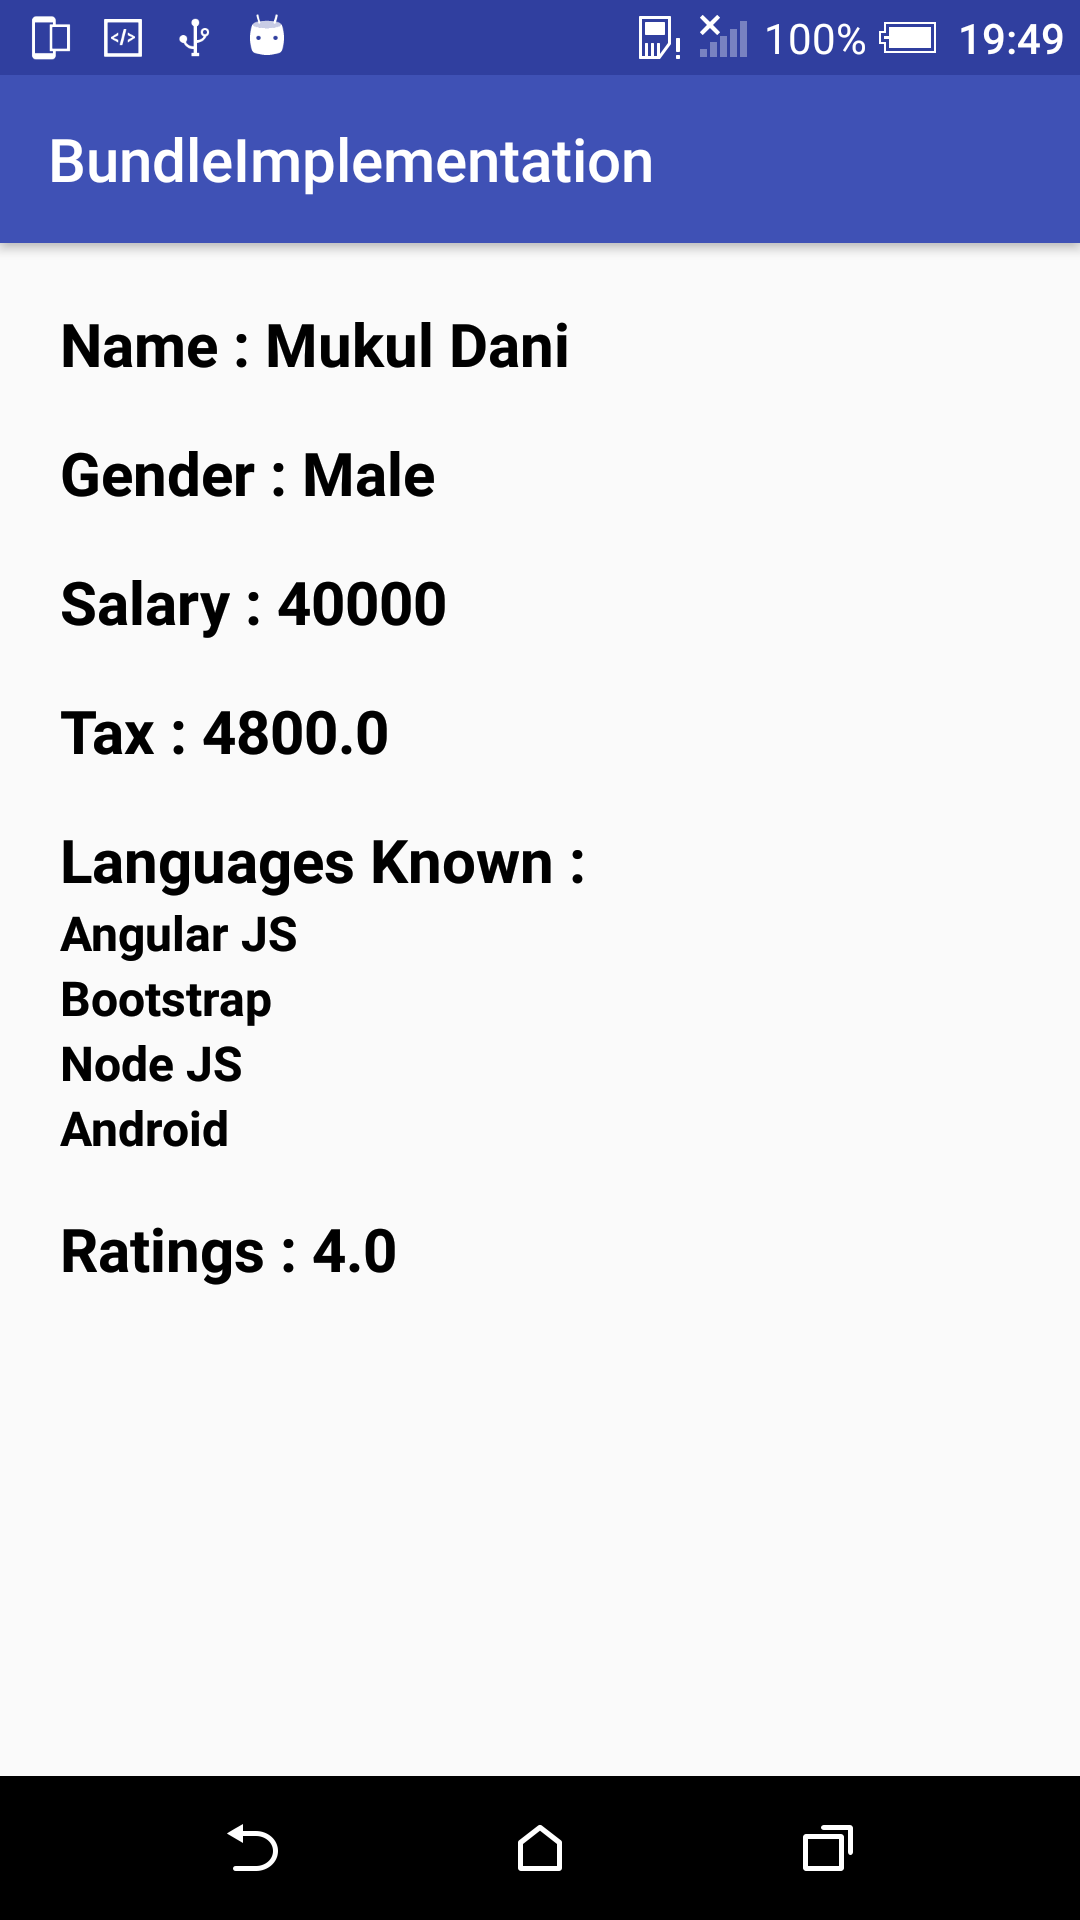 100% 19:49
BundleImplementation
Name : Mukul Dani
Gender : Male
Salary : 40000
Tax : 4800.0
Languages Known :
Angular JS
Bootstrap
Node JS
Android
Ratings : 4.0